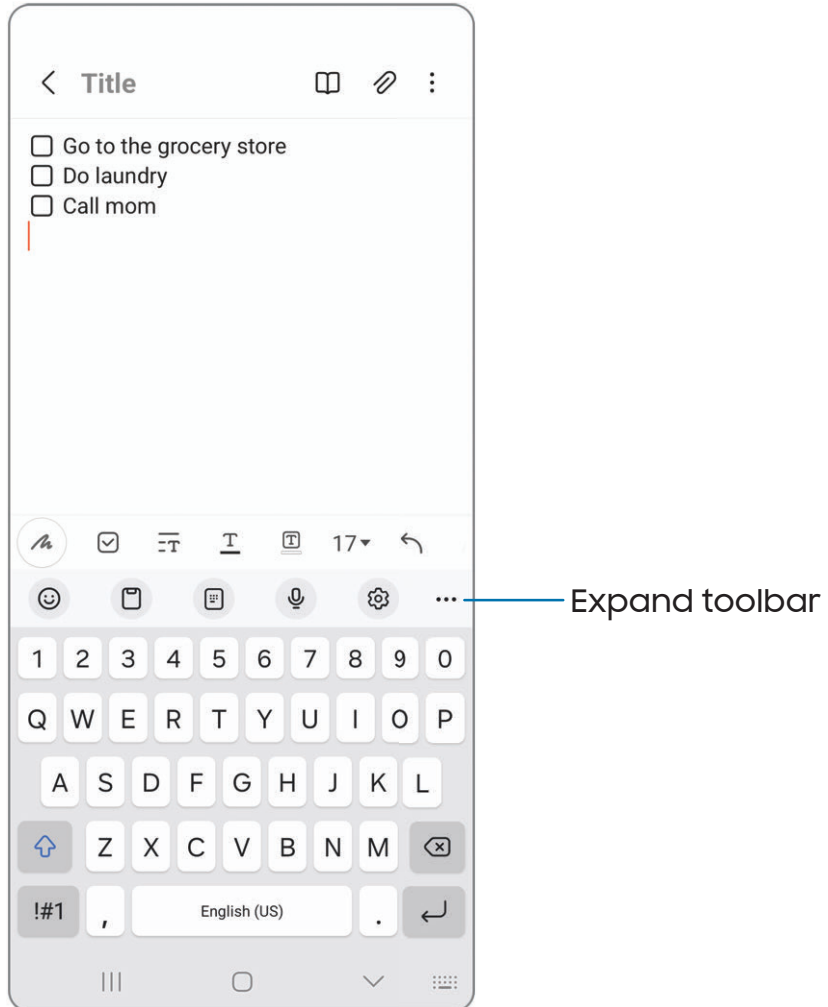 Title
Go to the grocery store
Do laundry
Call mom
T T T 17
Expand toolbar
1 2 3 4 5 6 7 8 9 0
Q W E R T Y U I O P
A S D F G H J K L
Z X C V B N M
!#1 , English (US) .